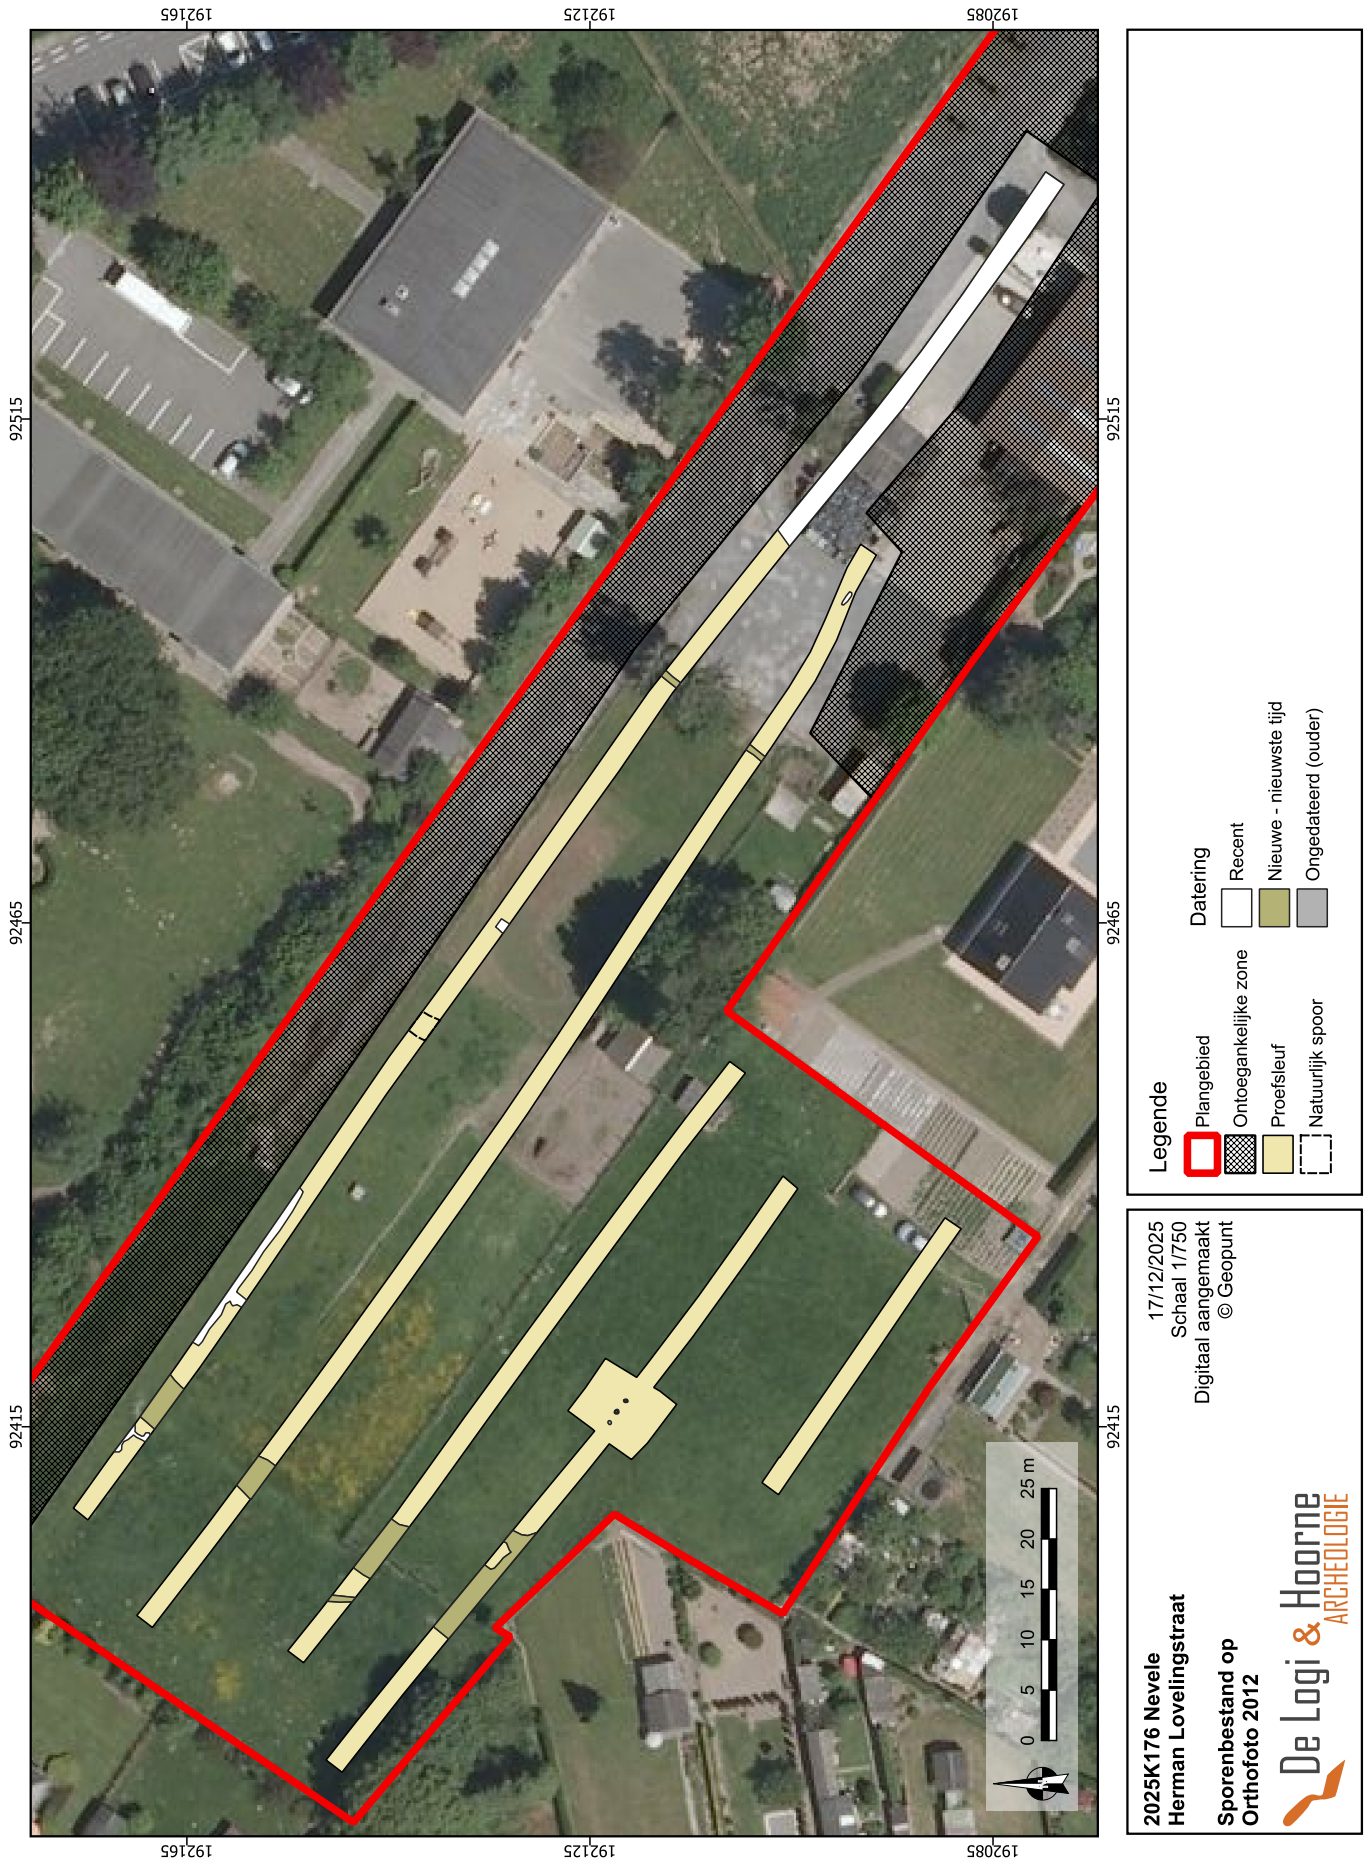 192165
192125
192085
92515
92465
92415
92515
92465
92415
192165
192125
192085
0 5 10 15 20 25 m
2025K176 Nevele
Herman Lovelingstraat
Sporenbestand op
Orthofoto 2012
17/12/2025
Schaal 1/750
Digitaal aangemaakt
© Geopunt
De Logi & Hoorne
ARCHEOLOGIE
Legende
Plangebied
Ontoegankelijke zone
Proefsleuf
Natuurlijk spoor
Datering
Recent
Nieuwe - nieuwste tijd
Ongedateerd (ouder)